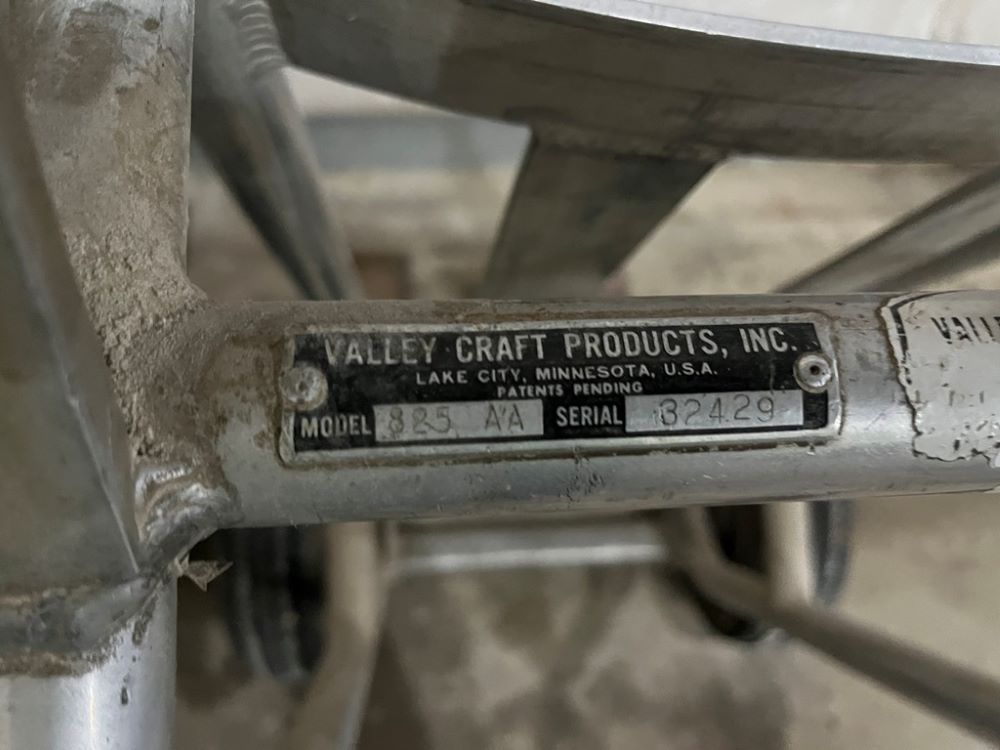 VALLEY CRAFT PRODUCTS, INC.
LAKE CITY, MINNESOTA, U.S.A.
PATENTS PENDING
MODEL 825 AA SERIAL 32429